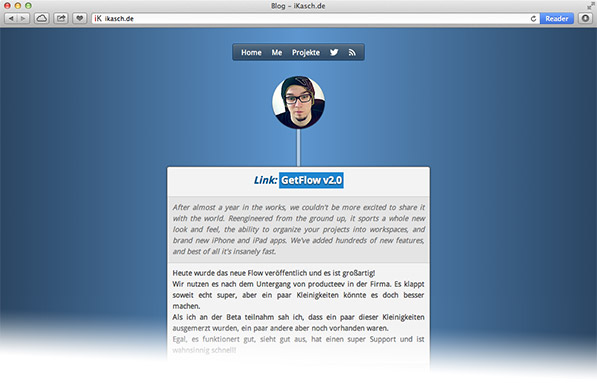 Blog – iKasch.de
iK ikasch.de
Reader
Home Me Projekte
Link: GetFlow v2.0
After almost a year in the works, we couldn't be more excited to share it
with the world. Reengineered from the ground up, it sports a whole new
look and feel, the ability to organize your projects into workspaces, and
brand new iPhone and iPad apps. We've added hundreds of new features,
and best of all it's insanely fast.
Heute wurde das neue Flow veröffentlich und es ist großartig!
Wir nutzen es nach dem Untergang von producteev in der Firma. Es klappt
soweit echt super, aber ein paar Kleinigkeiten könnte es doch besser
machen.
Als ich an der Beta teilnahm sah ich, dass ein paar dieser Kleinigkeiten
ausgemerzt wurden, ein paar andere aber noch vorhanden waren.
Egal, es funktionert gut, sieht gut aus, hat einen super Support und ist
wahnsinnig schnell!